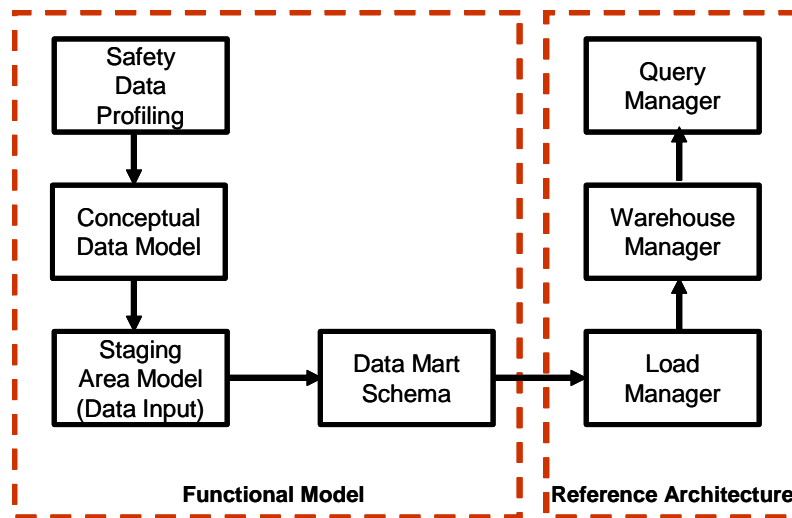 Safety
Data
Profiling
Conceptual
Data Model
Staging
Area Model
(Data Input)
Data Mart
Schema
Functional Model
Query
Manager
Warehouse
Manager
Load
Manager
Reference Architecture